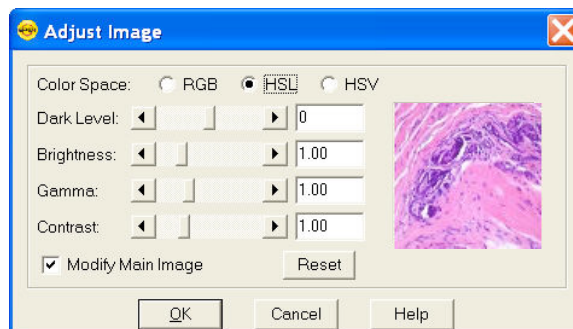 Adjust Image
Color Space: RGB HSL HSV
Dark Level: 0
Brightness: 1.00
Gamma: 1.00
Contrast: 1.00
Modify Main Image Reset
OK Cancel Help